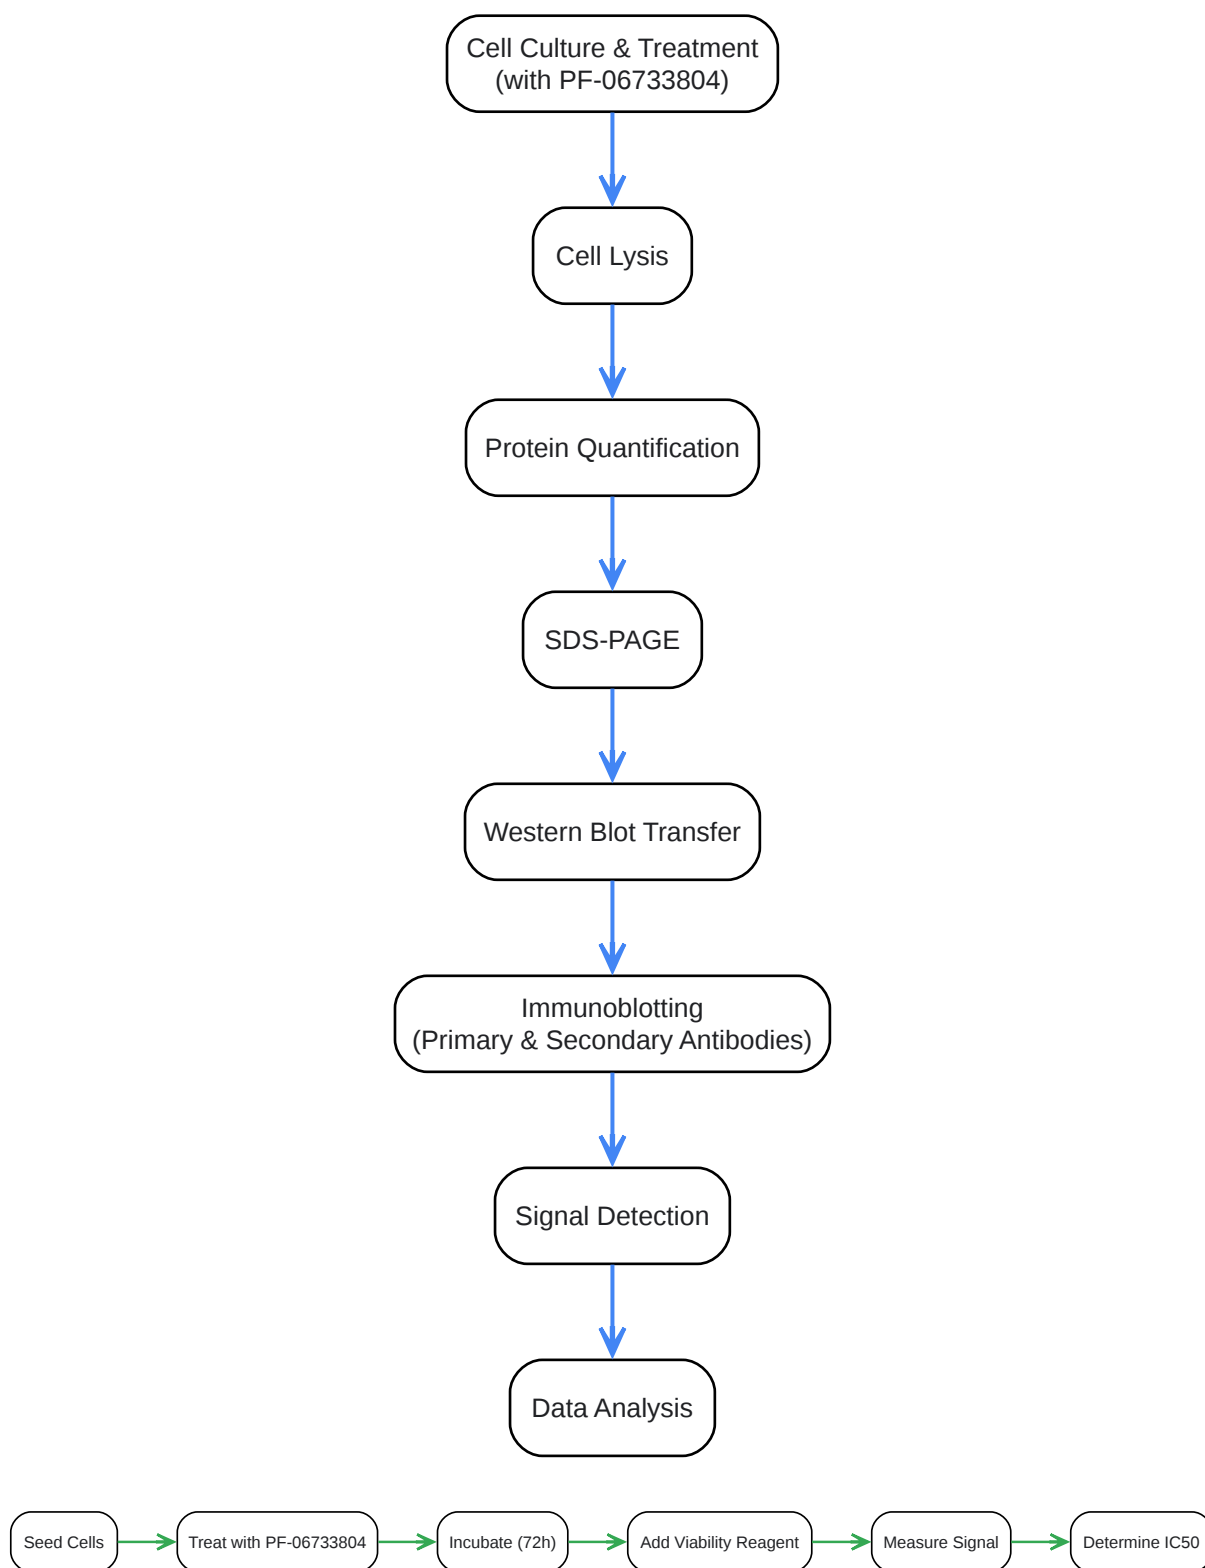 Cell Culture & Treatment
(with PF-06733804)
Cell Lysis
Protein Quantification
SDS-PAGE
Western Blot Transfer
Immunoblotting
(Primary & Secondary Antibodies)
Signal Detection
Data Analysis
Seed Cells
Treat with PF-06733804
Incubate (72h)
Add Viability Reagent
Measure Signal
Determine IC50